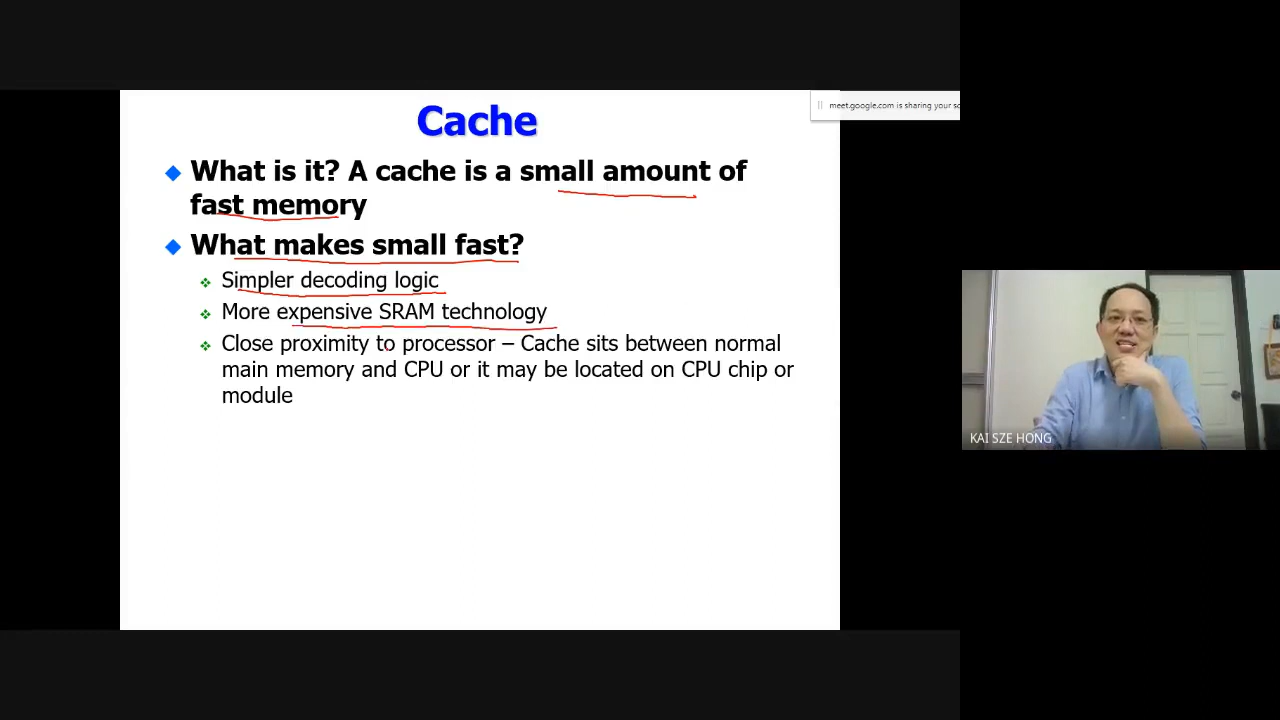 Cache
meet.google.com is sharing your sc
What is it? A cache is a small amount of
fast memory
What makes small fast?
Simpler decoding logic
More expensive SRAM technology
Close proximity to processor – Cache sits between normal
main memory and CPU or it may be located on CPU chip or
module
KAI SZE HONG